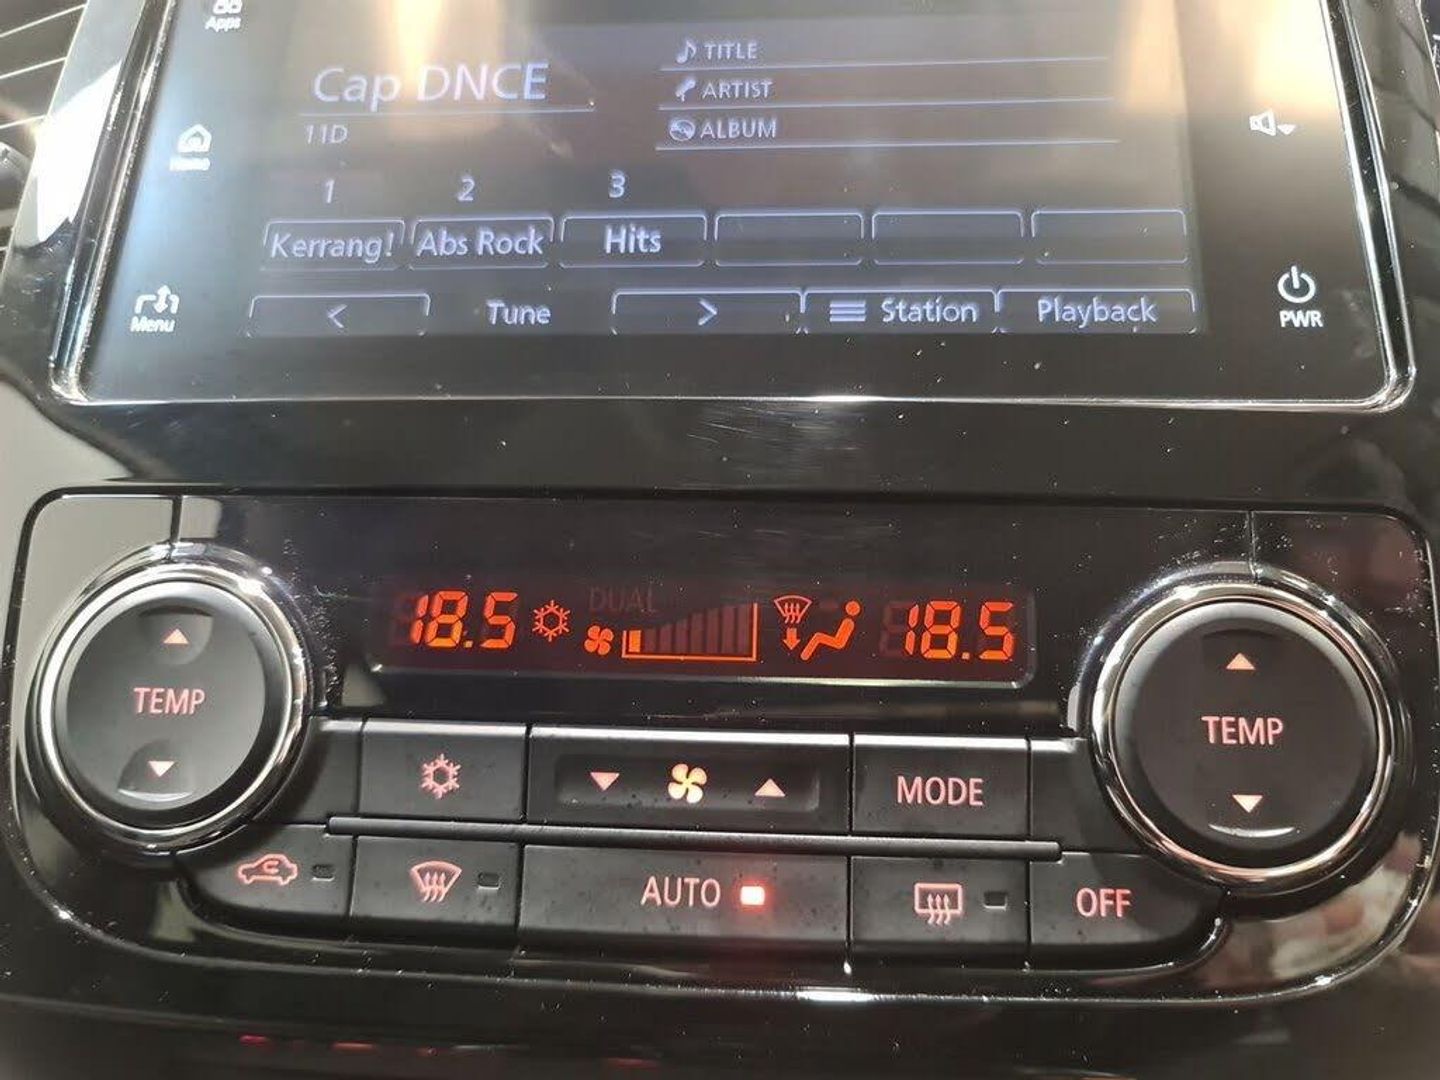 Apps
TITLE
Cap DNCE
ARTIST
11D
ALBUM
Home
1 2 3
Kerrang! Abs Rock Hits
Menu
< Tune > Station Playback
PWR
18.5 DUAL 18.5
TEMP
TEMP
MODE
AUTO
OFF